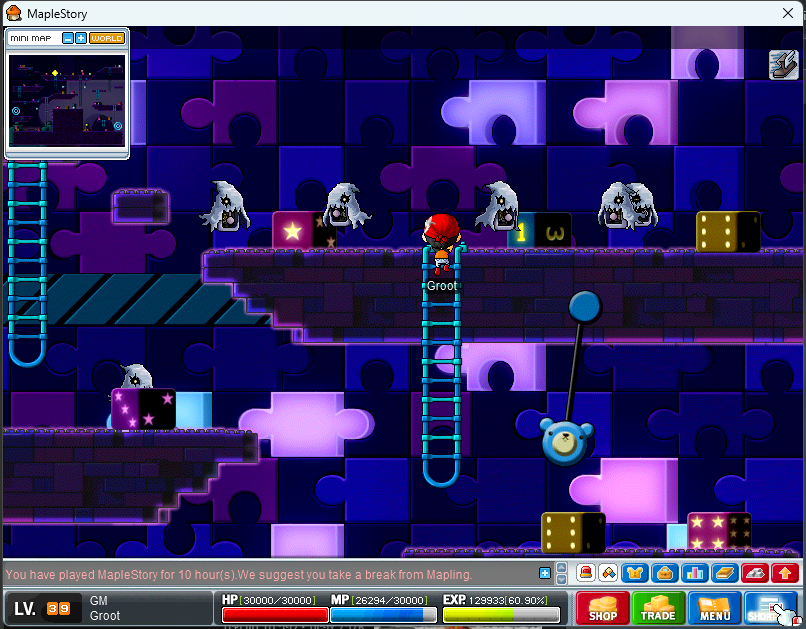 MapleStory
MINI MAP
WORLD
Groot
You have played MapleStory for 10 hour(s).We suggest you take a break from Mapling.
LV. 39
GM
Groot
HP[30000/30000]
MP[26294/30000]
EXP 129933[60.90%]
SHOP
TRADE
MENU